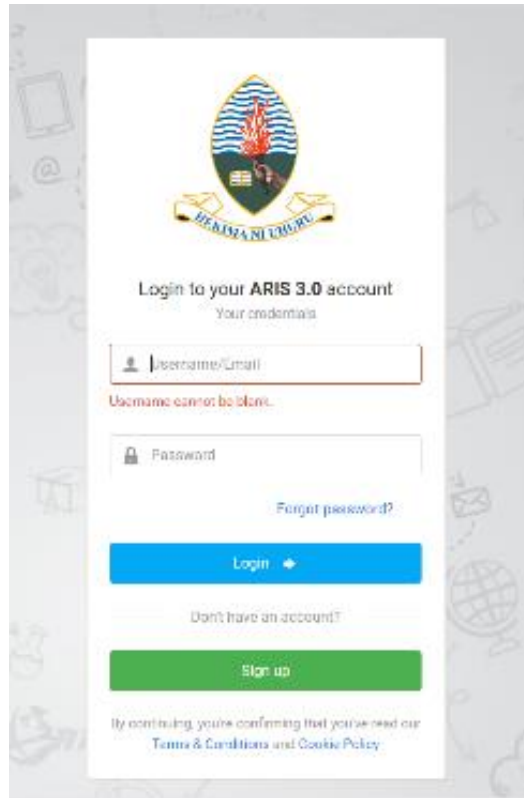 HEKIMA NI UHURU
Login to your ARIS 3.0 account
Your credentials
Username/Email
Username cannot be blank.
Password
Forgot password?
Login
Don't have an account?
Sign up
By continuing, you're confirming that you've read our
Terms & Conditions and Cookie Policy